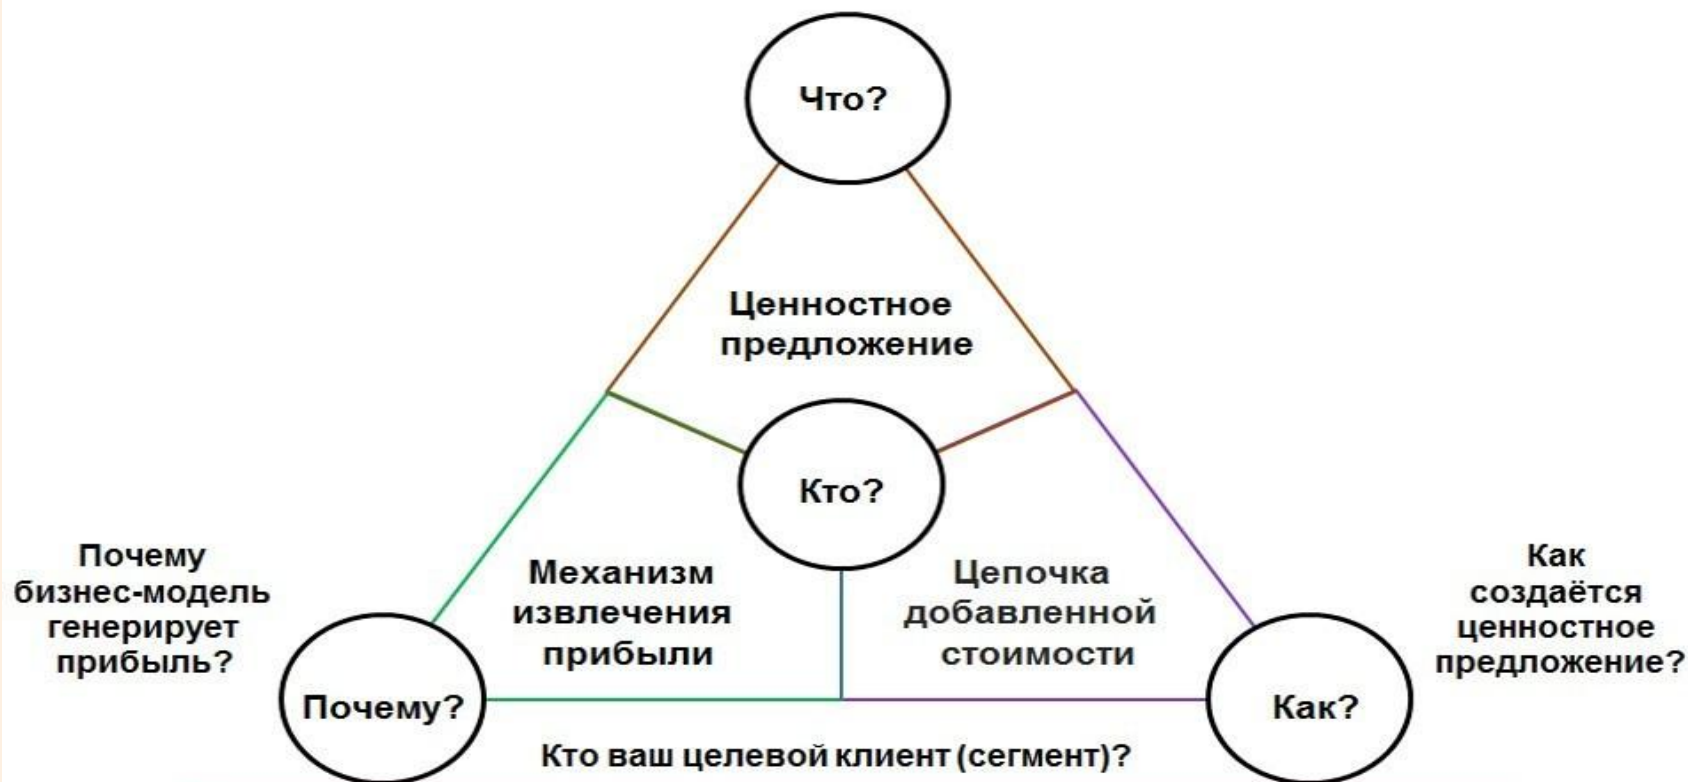 Что?
Ценностное
предложение
Кто?
Почему
бизнес-модель
генерирует
прибыль?
Механизм
извлечения
прибыли
Цепочка
добавленной
стоимости
Как
создаётся
ценностное
предложение?
Почему?
Как?
Кто ваш целевой клиент (сегмент)?